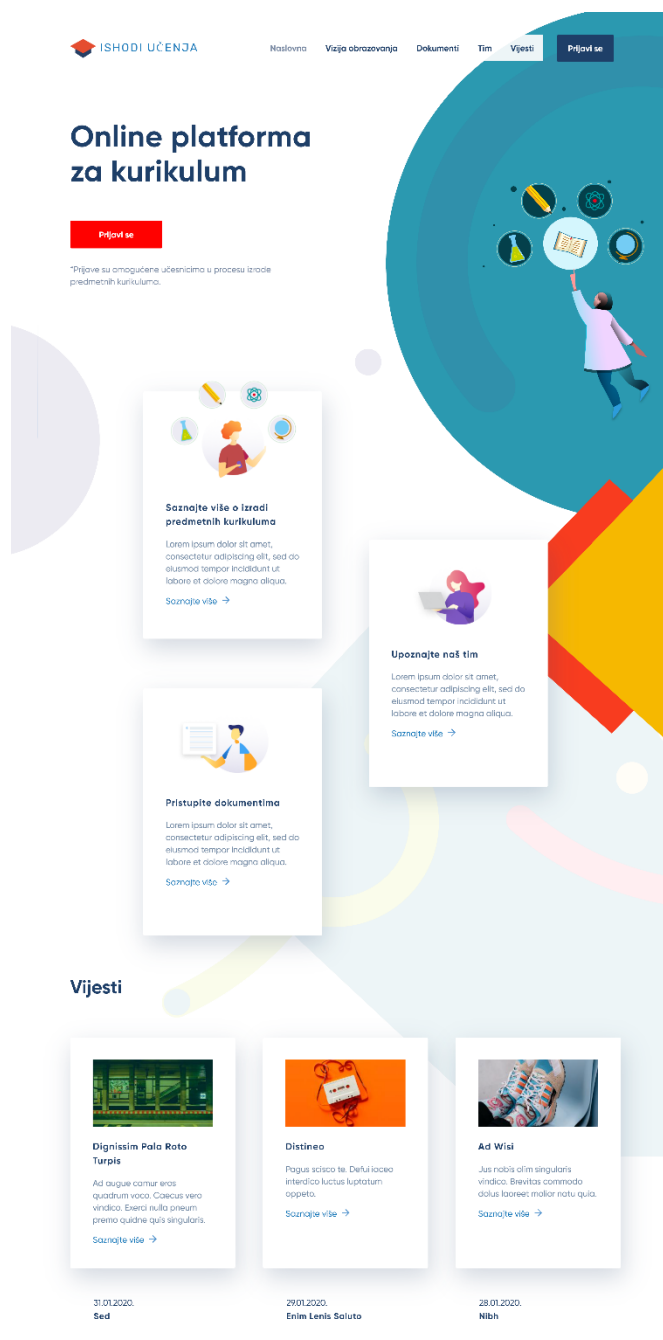 ISHODI UČENJA
Naslovna Vizija obrazovanja Dokumenti Tim Vijesti Prijavi se
Online platforma
za kurikulum
Prijavi se
*Prijave su omogućene učesnicima u procesu izrade
predmetnih kurikuluma.
Saznajte više o izradi
predmetnih kurikuluma
Lorem ipsum dolor sit amet,
consectetur adipiscing elit, sed do
eiusmod tempor incididunt ut
labore et dolore magna aliqua.
Saznajte više →
Upoznajte naš tim
Lorem ipsum dolor sit amet,
consectetur adipiscing elit, sed do
eiusmod tempor incididunt ut
labore et dolore magna aliqua.
Saznajte više →
Pristupite dokumentima
Lorem ipsum dolor sit amet,
consectetur adipiscing elit, sed do
eiusmod tempor incididunt ut
labore et dolore magna aliqua.
Saznajte više →
Vijesti
Dignissim Pala Roto
Turpis
Ad augue camur eros
quadrum voco. Caecus vero
vindico. Exerci nulla pneum
premo quidne quis singularis.
Saznajte više →
Distineo
Pagus scisco te. Defui iaceo
interdico luctus luptatum
oppeto.
Saznajte više →
Ad Wisi
Jus nobis olim singularis
vindico. Brevitas commodo
dolus laoreet molior natu quia.
Saznajte više →
31.01.2020.
Sed
29.01.2020.
Enim Lenis Saluto
28.01.2020.
Nibh